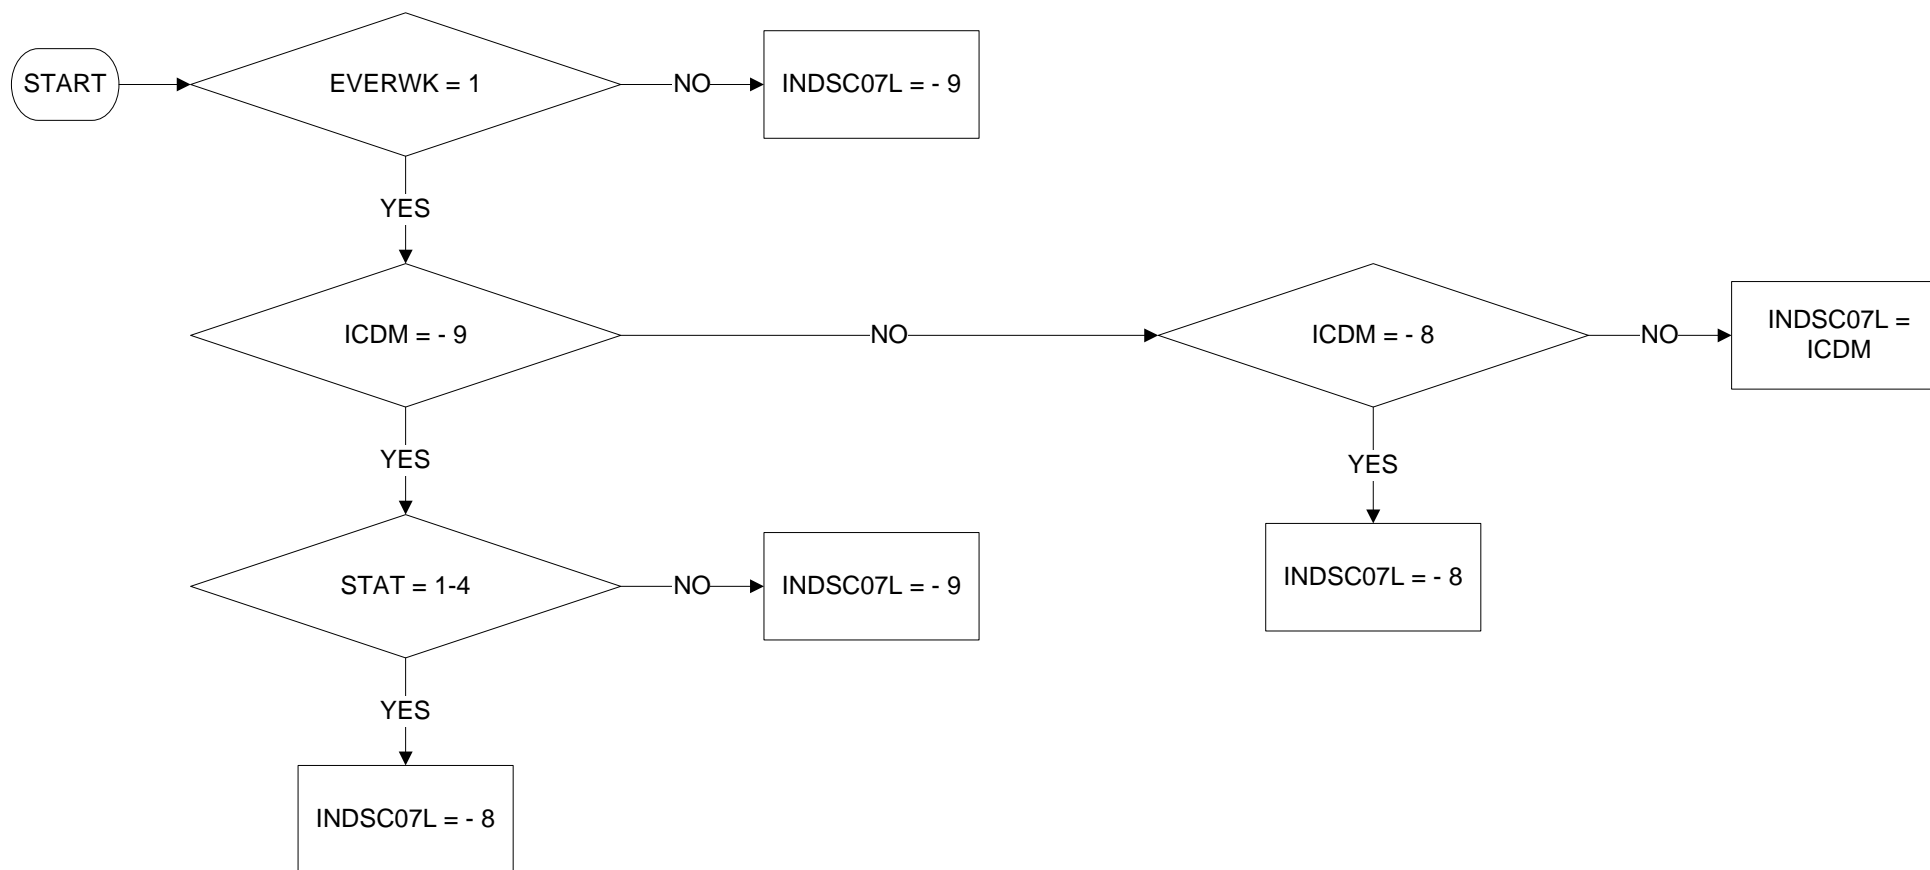 START
EVERWK = 1
NO
INDSC07L = - 9
YES
ICDM = - 9
NO
ICDM = - 8
NO
INDSC07L =
ICDM
YES
YES
STAT = 1-4
NO
INDSC07L = - 9
INDSC07L = - 8
YES
INDSC07L = - 8